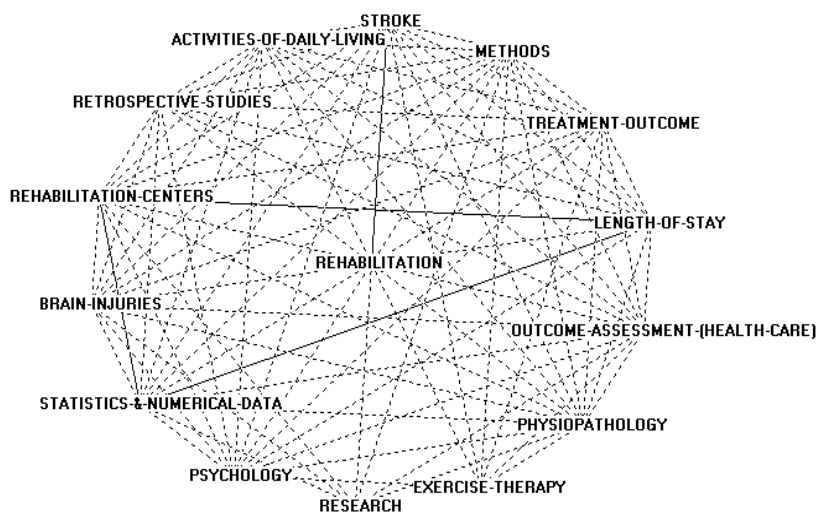 STROKE
ACTIVITIES-OF-DAILY-LIVING
METHODS
RETROSPECTIVE-STUDIES
TREATMENT-OUTCOME
REHABILITATION-CENTERS
LENGTH-OF-STAY
REHABILITATION
BRAIN-INJURIES
OUTCOME-ASSESSMENT-(HEALTH-CARE)
STATISTICS-&-NUMERICAL-DATA
PHYSIOPATHOLOGY
PSYCHOLOGY
EXERCISE-THERAPY
RESEARCH